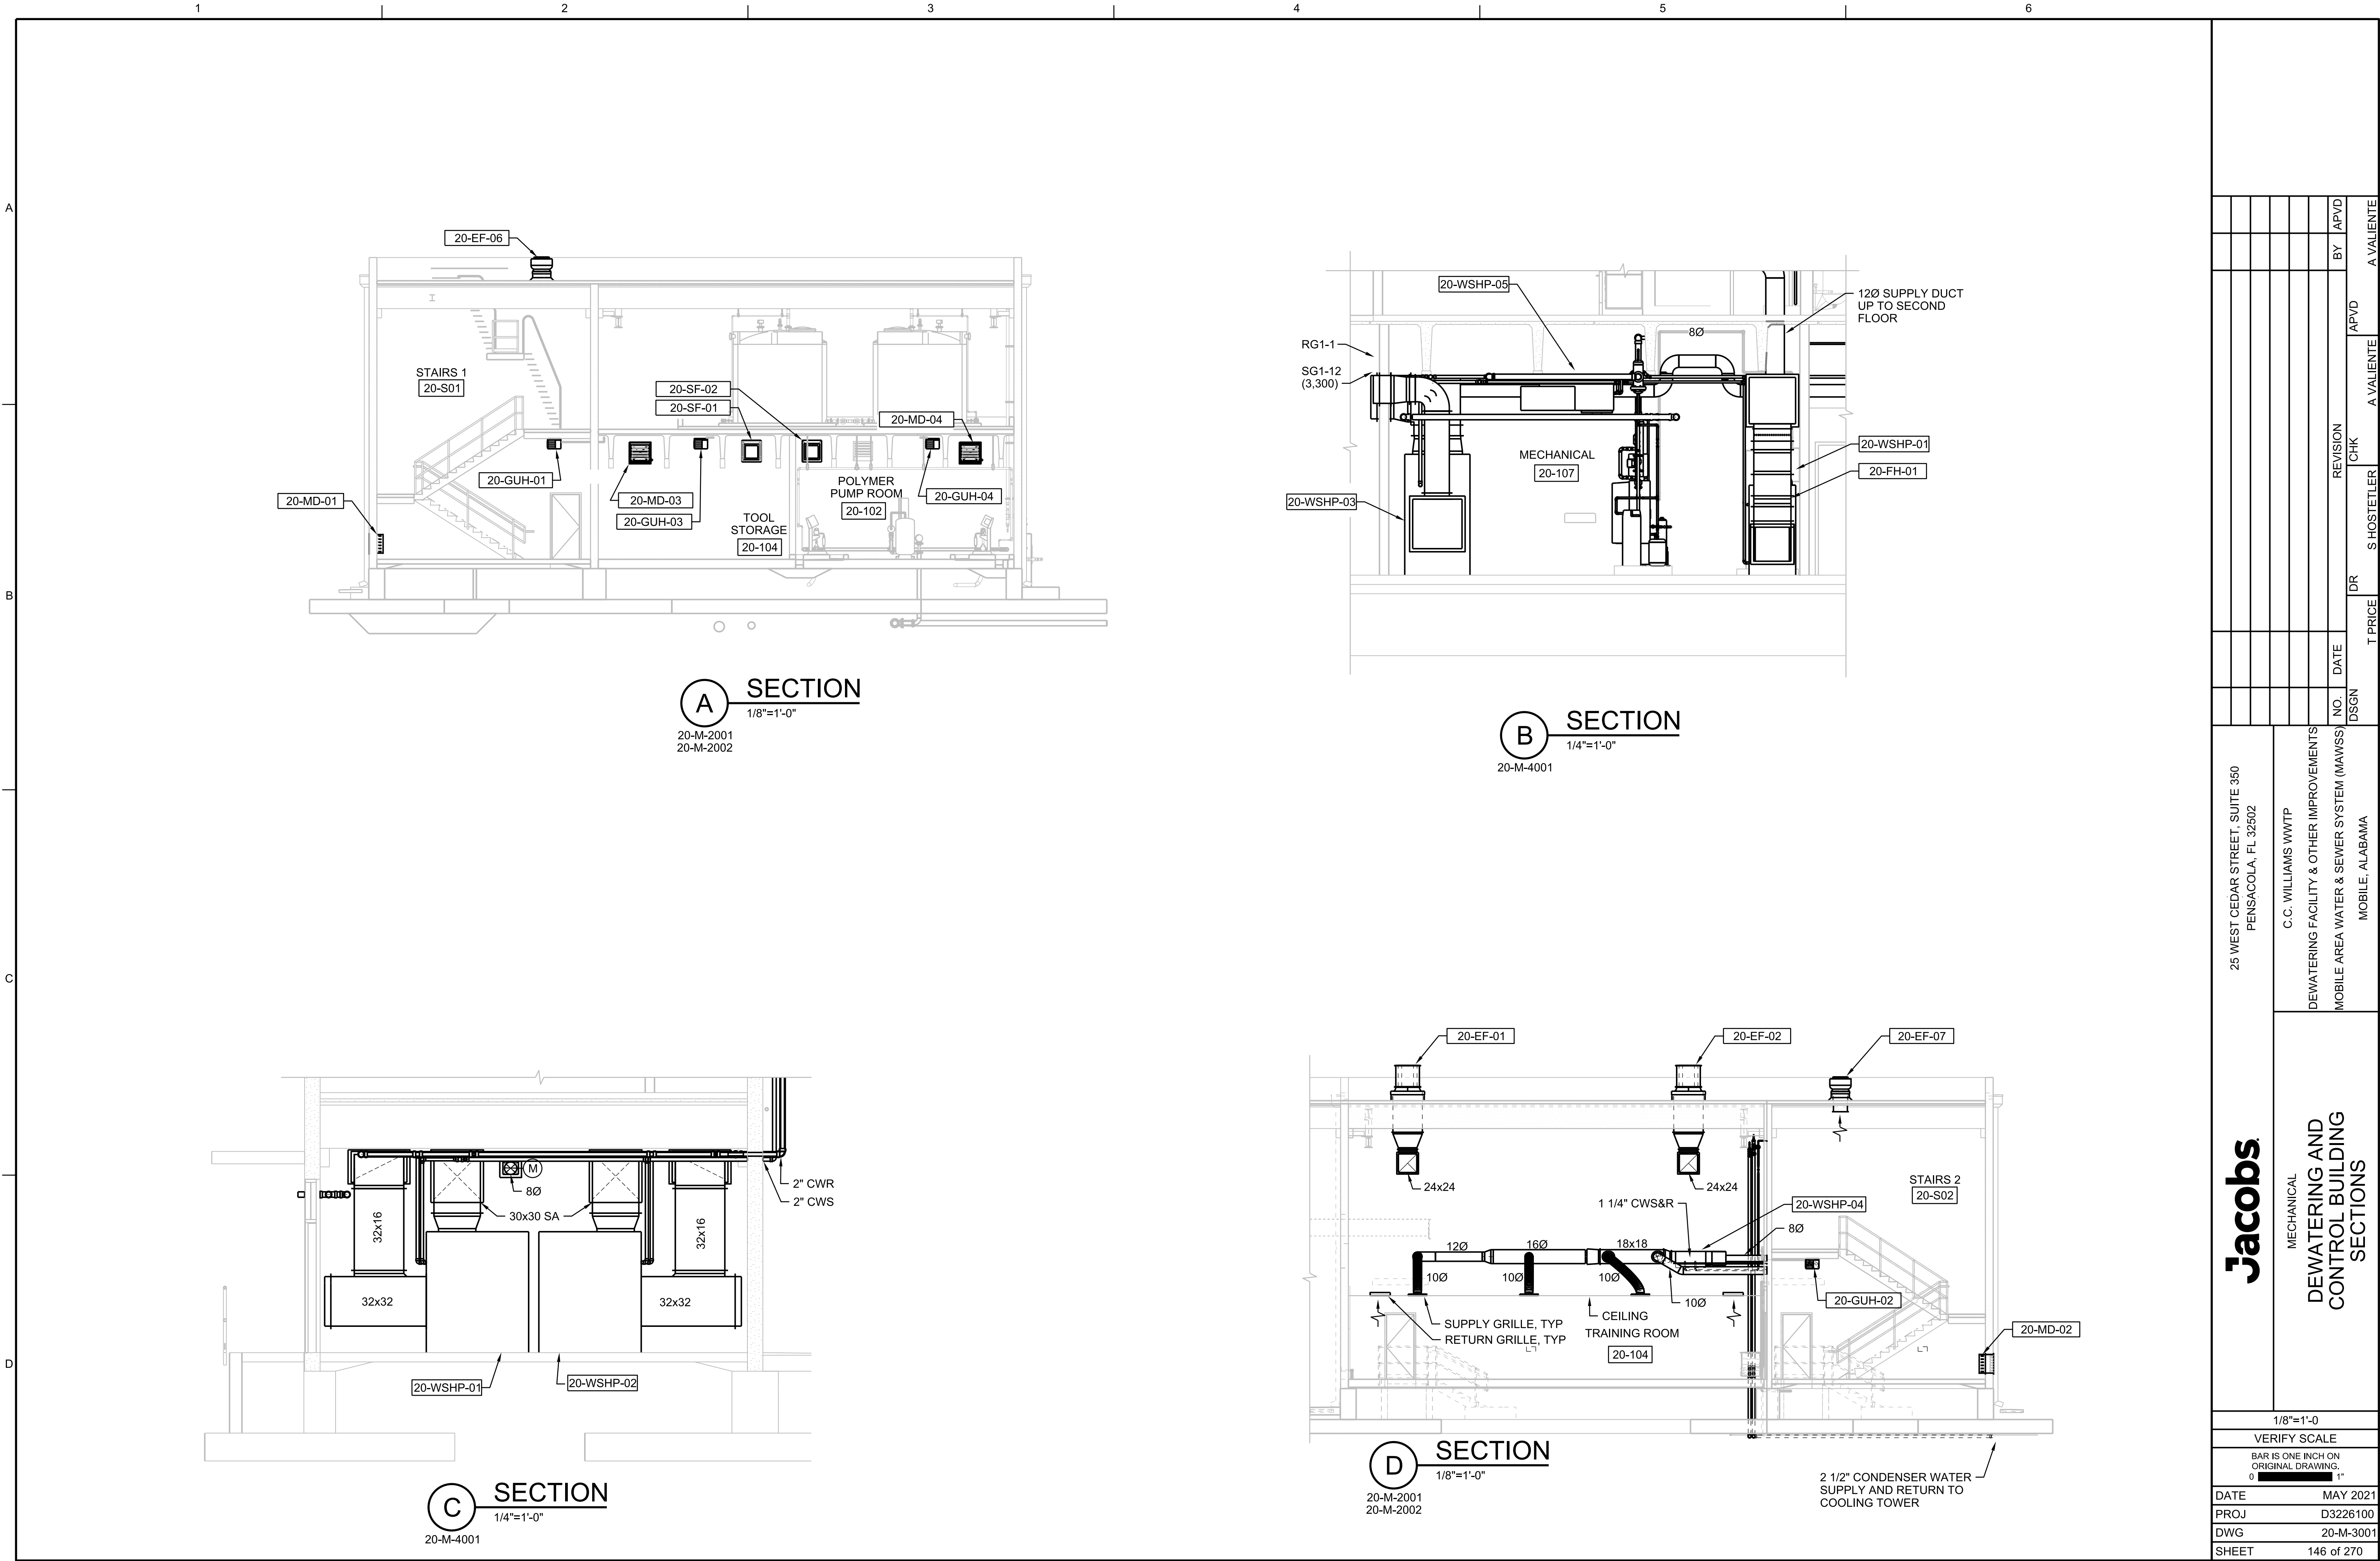 1
2
3
4
5
6
A
B
C
D
20-EF-06
STAIRS 1
20-S01
20-SF-02
20-SF-01
20-MD-04
20-GUH-01
20-MD-01
20-MD-03
20-GUH-03
TOOL
STORAGE
20-104
POLYMER
PUMP ROOM
20-102
20-GUH-04
A
SECTION
1/8"=1'-0"
20-M-2001
20-M-2002
20-WSHP-05
12Ø SUPPLY DUCT
UP TO SECOND
FLOOR
8Ø
RG1-1
SG1-12
(3,300)
MECHANICAL
20-107
20-WSHP-01
20-FH-01
20-WSHP-03
B
SECTION
1/4"=1'-0"
20-M-4001
M
8Ø
30x30 SA
2" CWR
2" CWS
32x16
32x16
32x32
32x32
20-WSHP-01
20-WSHP-02
C
SECTION
1/4"=1'-0"
20-M-4001
20-EF-01
20-EF-02
20-EF-07
24x24
24x24
STAIRS 2
20-S02
1 1/4" CWS&R
20-WSHP-04
8Ø
12Ø
16Ø
18x18
10Ø
10Ø
10Ø
10Ø
20-GUH-02
SUPPLY GRILLE, TYP
RETURN GRILLE, TYP
CEILING
TRAINING ROOM
20-104
20-MD-02
2 1/2" CONDENSER WATER
SUPPLY AND RETURN TO
COOLING TOWER
D
SECTION
1/8"=1'-0"
20-M-2001
20-M-2002
NO.
DATE
REVISION
BY
APVD
DSGN
T PRICE
DR
S HOSTETLER
CHK
A VALIENTE
APVD
A VALIENTE
25 WEST CEDAR STREET, SUITE 350
PENSACOLA, FL 32502
C.C. WILLIAMS WWTP
DEWATERING FACILITY & OTHER IMPROVEMENTS
MOBILE AREA WATER & SEWER SYSTEM (MAWSS)
MOBILE, ALABAMA
Jacobs
MECHANICAL
DEWATERING AND
CONTROL BUILDING
SECTIONS
1/8"=1'-0
VERIFY SCALE
BAR IS ONE INCH ON
ORIGINAL DRAWING.
0 1"
DATE MAY 2021
PROJ D3226100
DWG 20-M-3001
SHEET 146 of 270